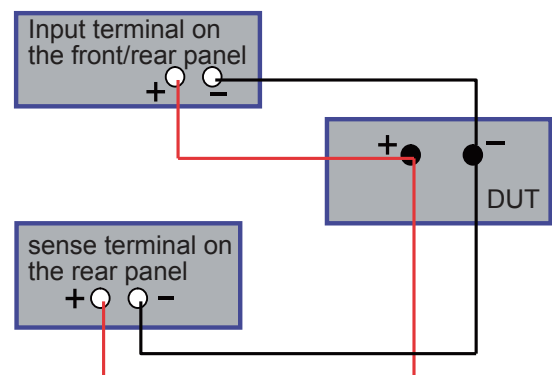 Input terminal on
the front/rear panel
+ −
+ −
DUT
sense terminal on
the rear panel
+ −